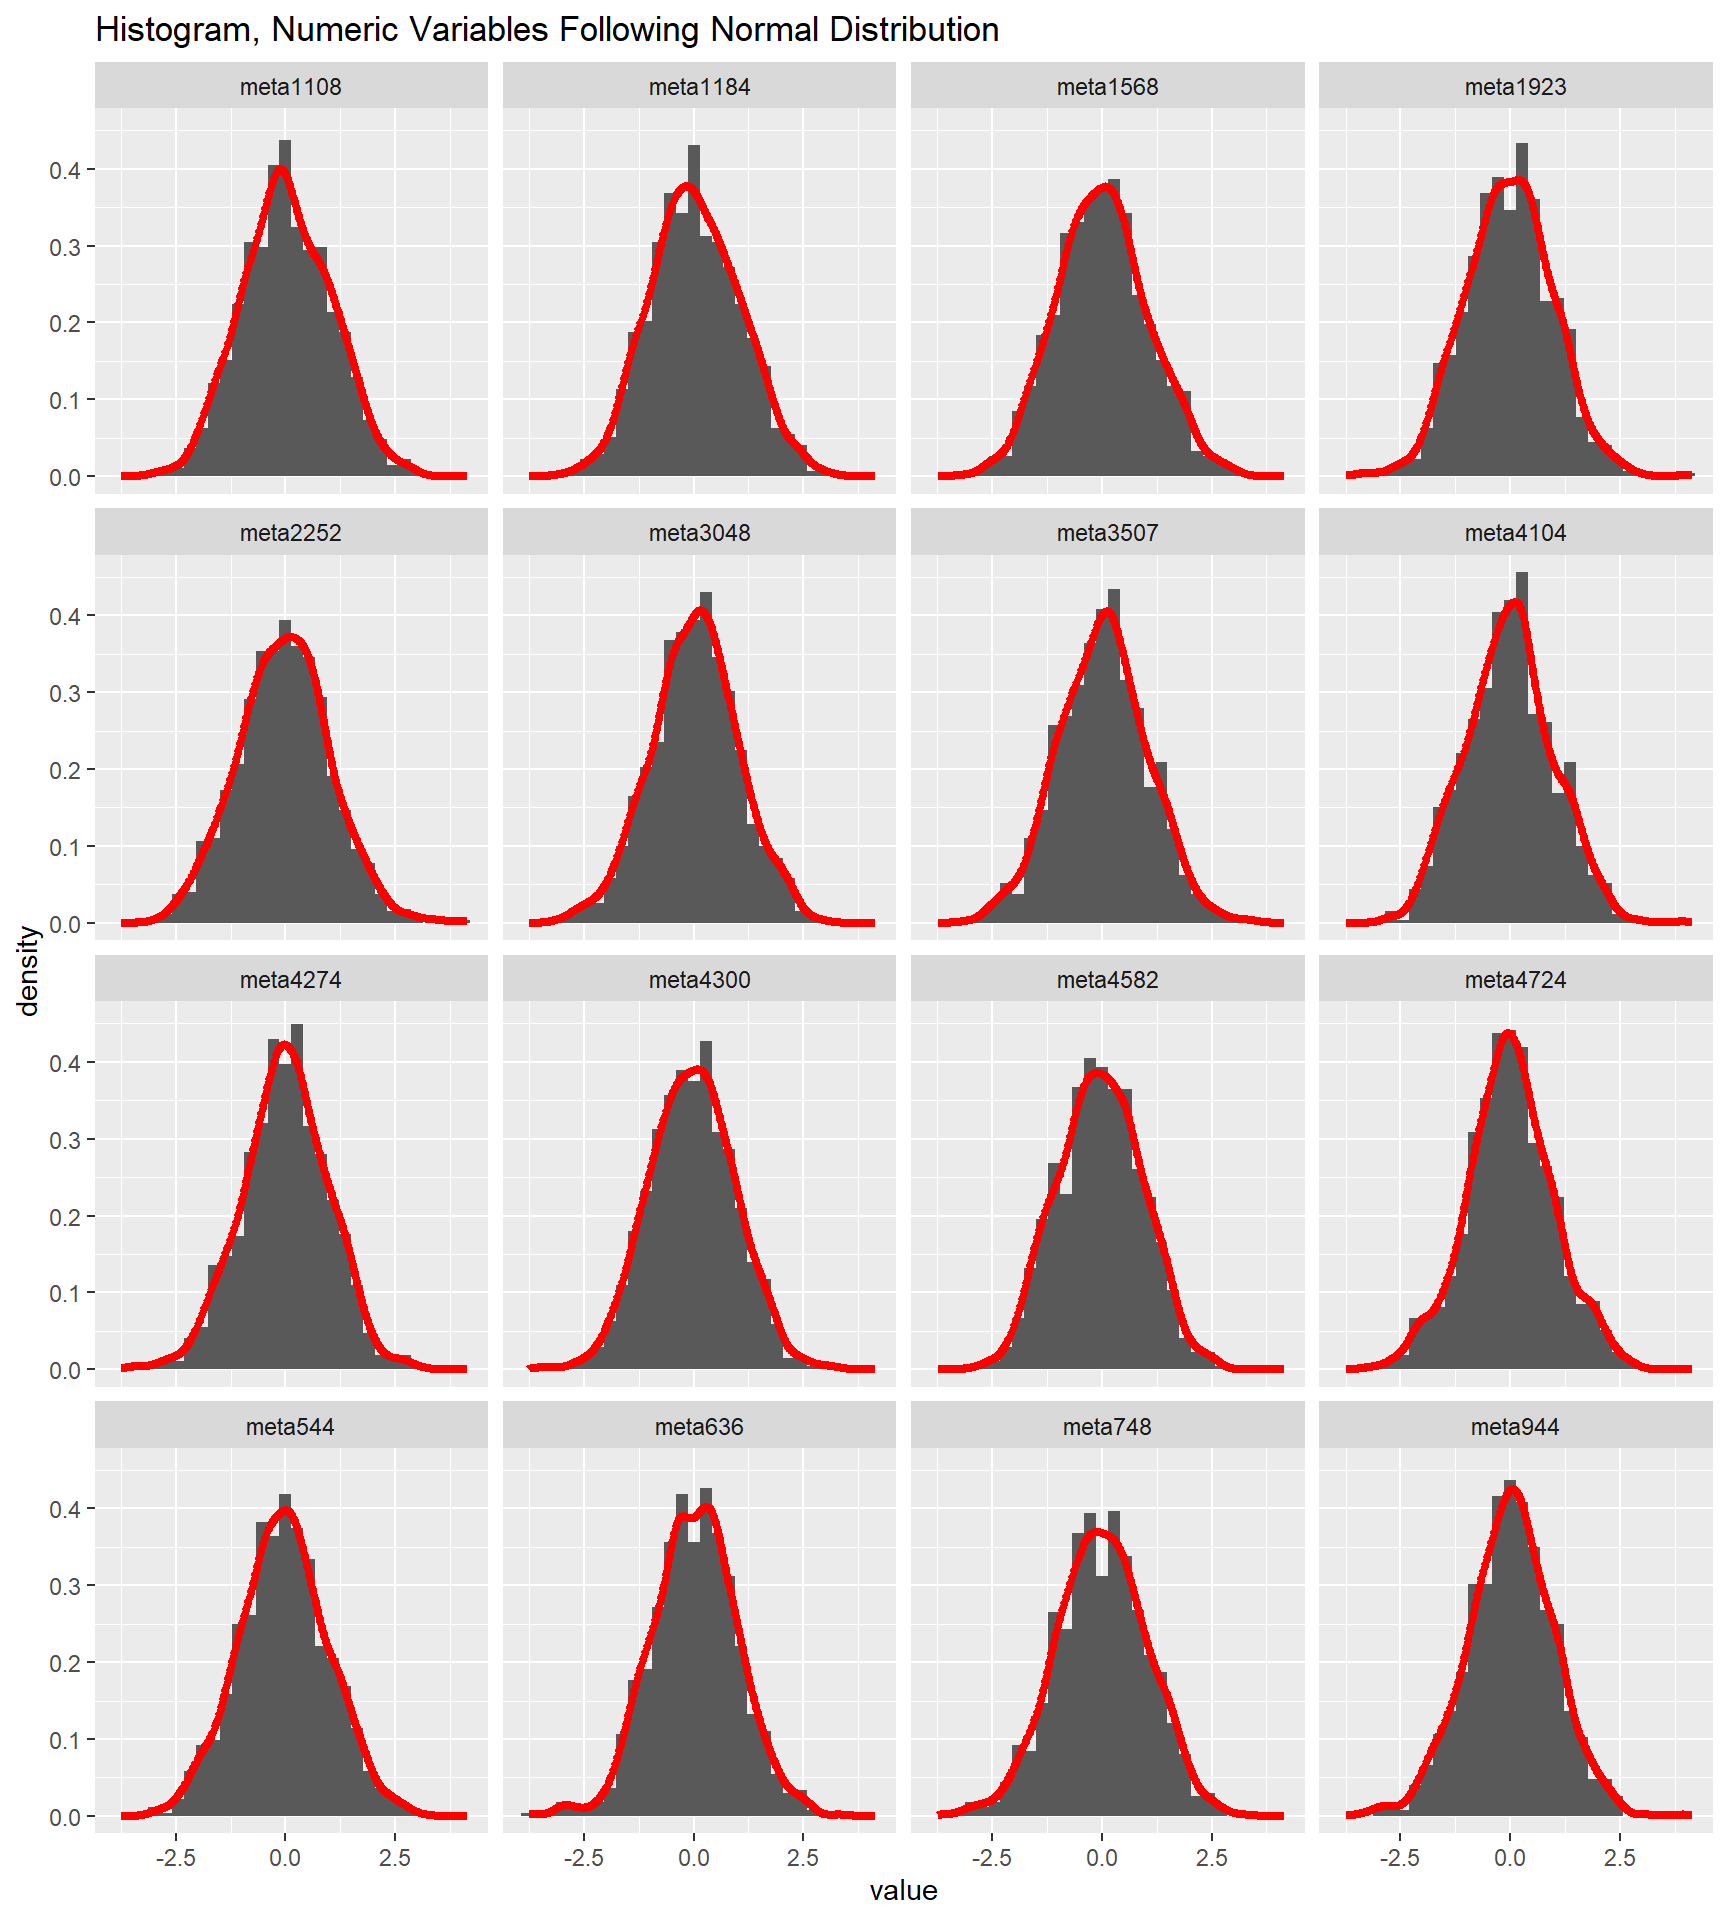 Histogram, Numeric Variables Following Normal Distribution
meta1108 meta1184 meta1568 meta1923
0.4
0.3
0.2
0.1
0.0
meta2252 meta3048 meta3507 meta4104
0.4
0.3
0.2
0.1
0.0
density
meta4274 meta4300 meta4582 meta4724
0.4
0.3
0.2
0.1
0.0
meta544 meta636 meta748 meta944
0.4
0.3
0.2
0.1
0.0
-2.5 0.0 2.5 -2.5 0.0 2.5 -2.5 0.0 2.5 -2.5 0.0 2.5
value